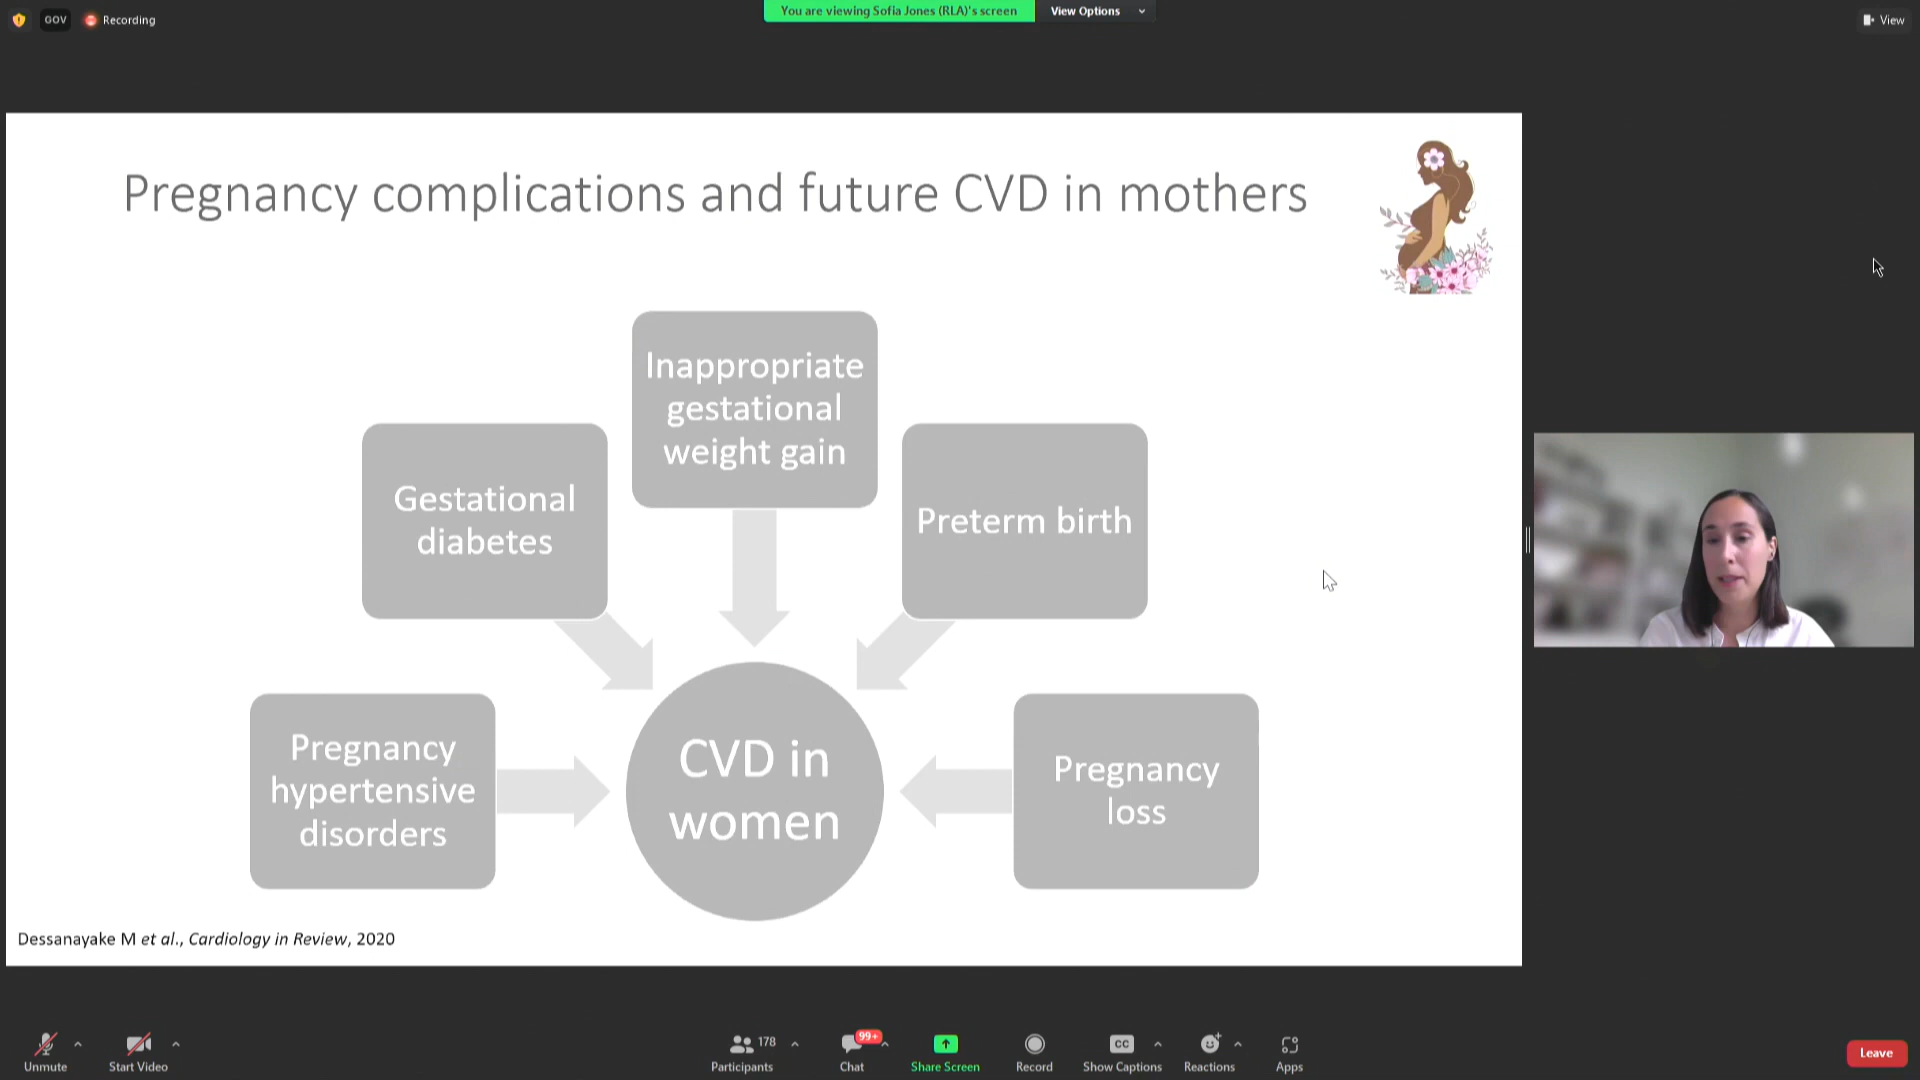 GOV
Recording
You are viewing Sofia Jones (RLA)'s screen
View Options
View
Pregnancy complications and future CVD in mothers
Inappropriate
gestational
weight gain
Gestational
diabetes
Preterm birth
Pregnancy
hypertensive
disorders
CVD in
women
Pregnancy
loss
Dessanayake M et al., Cardiology in Review, 2020
Unmute
Start Video
178
Participants
99+
Chat
Share Screen
Record
CC
Show Captions
Reactions
Apps
Leave